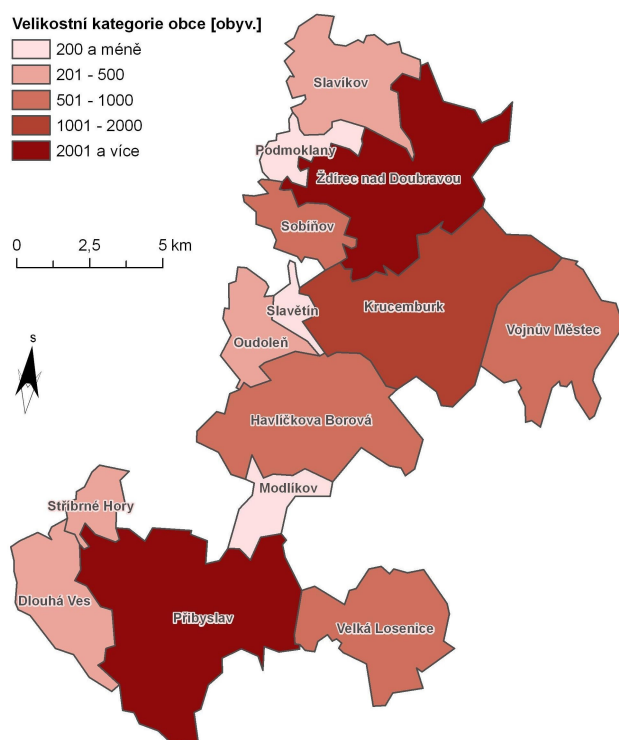 Velikostní kategorie obce [obyv.]
200 a méně
201 - 500
501 - 1000
1001 - 2000
2001 a více
0 2,5 5 km
S
Slavíkov
Podmoklany
Ždírec nad Doubravou
Sobíňov
Slavětín
Krucemburk
Vojnův Městec
Oudoleň
Havlíčkova Borová
Modlíkov
Stříbrné Hory
Dlouhá Ves
Přibyslav
Velká Losenice